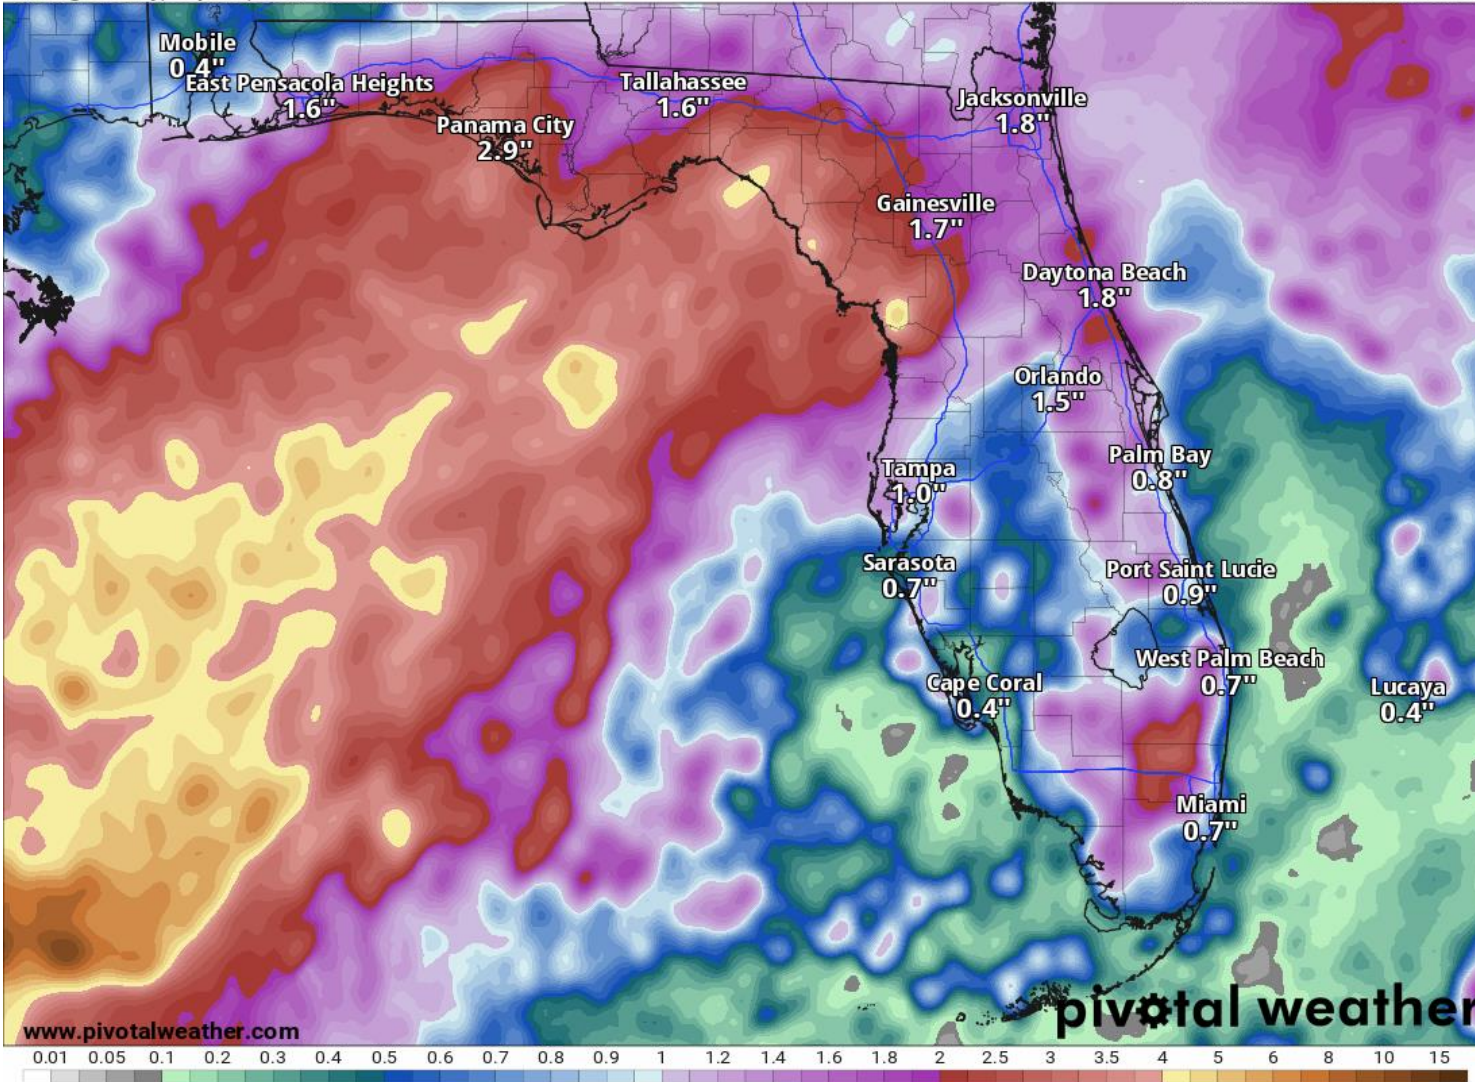 Mobile
0.4"
East Pensacola Heights
1.6"
Tallahassee
1.6"
Jacksonville
1.8"
Panama City
2.9"
Gainesville
1.7"
Daytona Beach
1.8"
Orlando
1.5"
Palm Bay
0.8"
Tampa
1.0"
Sarasota
0.7"
Port Saint Lucie
0.9"
West Palm Beach
0.7"
Cape Coral
0.4"
Lucaya
0.4"
Miami
0.7"
pivotal weather
www.pivotalweather.com
0.01 0.05 0.1 0.2 0.3 0.4 0.5 0.6 0.7 0.8 0.9 1 1.2 1.4 1.6 1.8 2 2.5 3 3.5 4 5 6 8 10 15